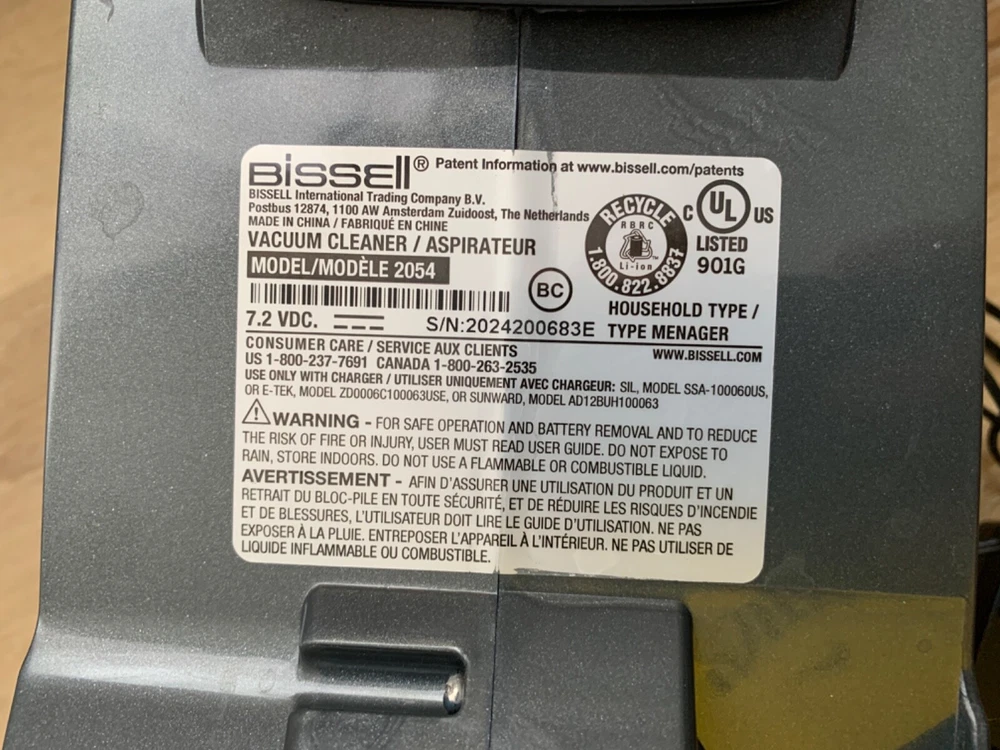 BISSELL® Patent Information at www.bissell.com/patents
BISSELL International Trading Company B.V.
Postbus 12874, 1100 AW Amsterdam Zuidoost, The Netherlands
MADE IN CHINA / FABRIQUÉ EN CHINE
VACUUM CLEANER / ASPIRATEUR
MODEL/MODÈLE 2054
RECYCLE
RBRC
Li-ion
1.800.822.8837
C UL US
LISTED
901G
BC
HOUSEHOLD TYPE /
TYPE MENAGER
7.2 VDC.
S/N:2024200683E
WWW.BISSELL.COM
CONSUMER CARE / SERVICE AUX CLIENTS
US 1-800-237-7691 CANADA 1-800-263-2535
USE ONLY WITH CHARGER / UTILISER UNIQUEMENT AVEC CHARGEUR: SIL, MODEL SSA-100060US,
OR E-TEK, MODEL ZD0006C100063USE, OR SUNWARD, MODEL AD12BUH100063
WARNING - FOR SAFE OPERATION AND BATTERY REMOVAL AND TO REDUCE
THE RISK OF FIRE OR INJURY, USER MUST READ USER GUIDE. DO NOT EXPOSE TO
RAIN, STORE INDOORS. DO NOT USE A FLAMMABLE OR COMBUSTIBLE LIQUID.
AVERTISSEMENT - AFIN D'ASSURER UNE UTILISATION DU PRODUIT ET UN
RETRAIT DU BLOC-PILE EN TOUTE SÉCURITÉ, ET DE RÉDUIRE LES RISQUES D'INCENDIE
ET DE BLESSURES, L'UTILISATEUR DOIT LIRE LE GUIDE D'UTILISATION. NE PAS
EXPOSER À LA PLUIE. ENTREPOSER L'APPAREIL À L'INTÉRIEUR. NE PAS UTILISER DE
LIQUIDE INFLAMMABLE OU COMBUSTIBLE.